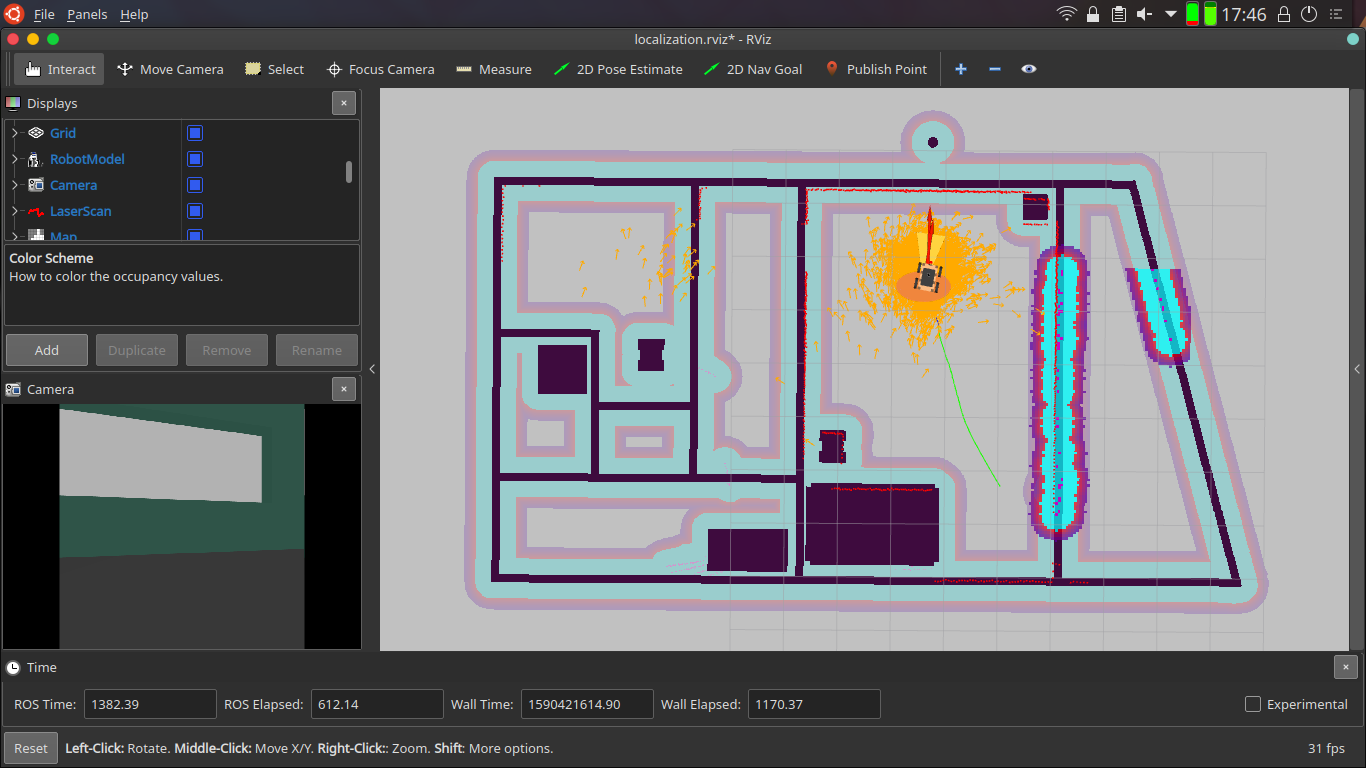 File Panels Help 17:46
localization.rviz* - RViz
Interact Move Camera Select Focus Camera Measure 2D Pose Estimate 2D Nav Goal Publish Point
Displays
Grid
RobotModel
Camera
LaserScan
Map
Color Scheme
How to color the occupancy values.
Add Duplicate Remove Rename
Camera
Time
ROS Time: 1382.39 ROS Elapsed: 612.14 Wall Time: 1590421614.90 Wall Elapsed: 1170.37 Experimental
Reset Left-Click: Rotate. Middle-Click: Move X/Y. Right-Click:: Zoom. Shift: More options. 31 fps